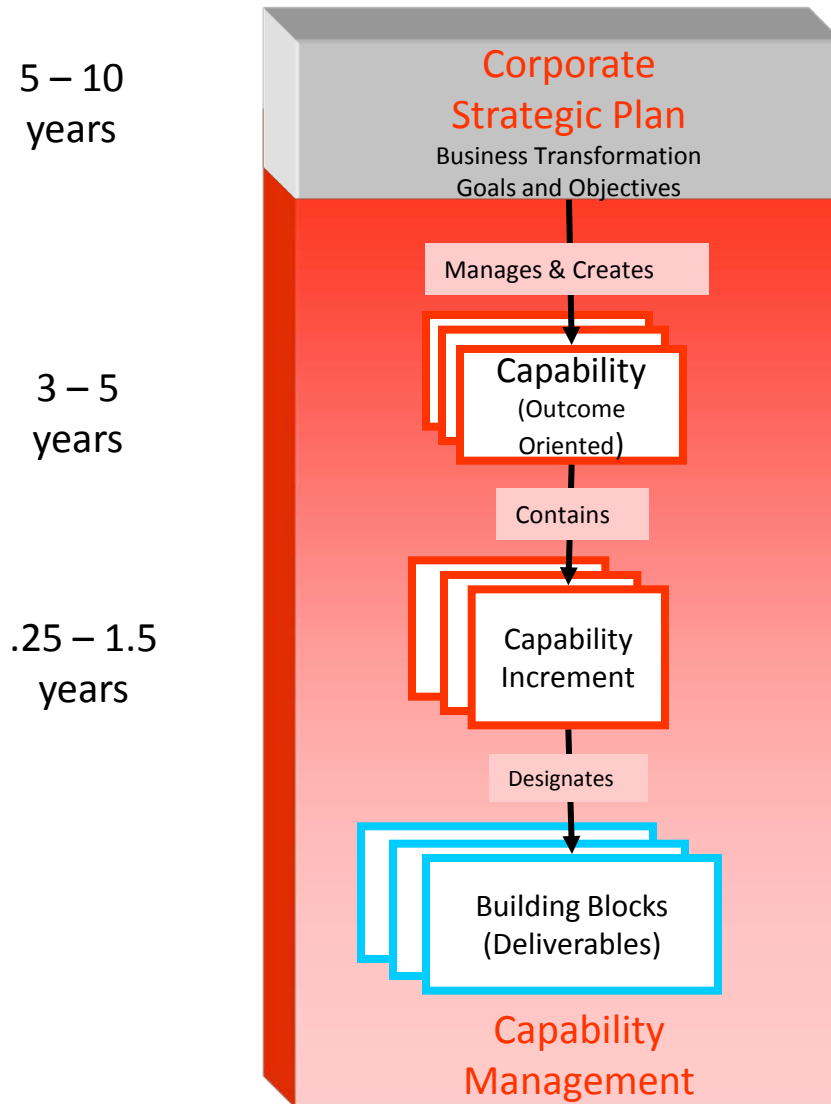 5 – 10
years
Corporate
Strategic Plan
Business Transformation
Goals and Objectives
Manages & Creates
3 – 5
years
Capability
(Outcome
Oriented)
Contains
.25 – 1.5
years
Capability
Increment
Designates
Building Blocks
(Deliverables)
Capability
Management